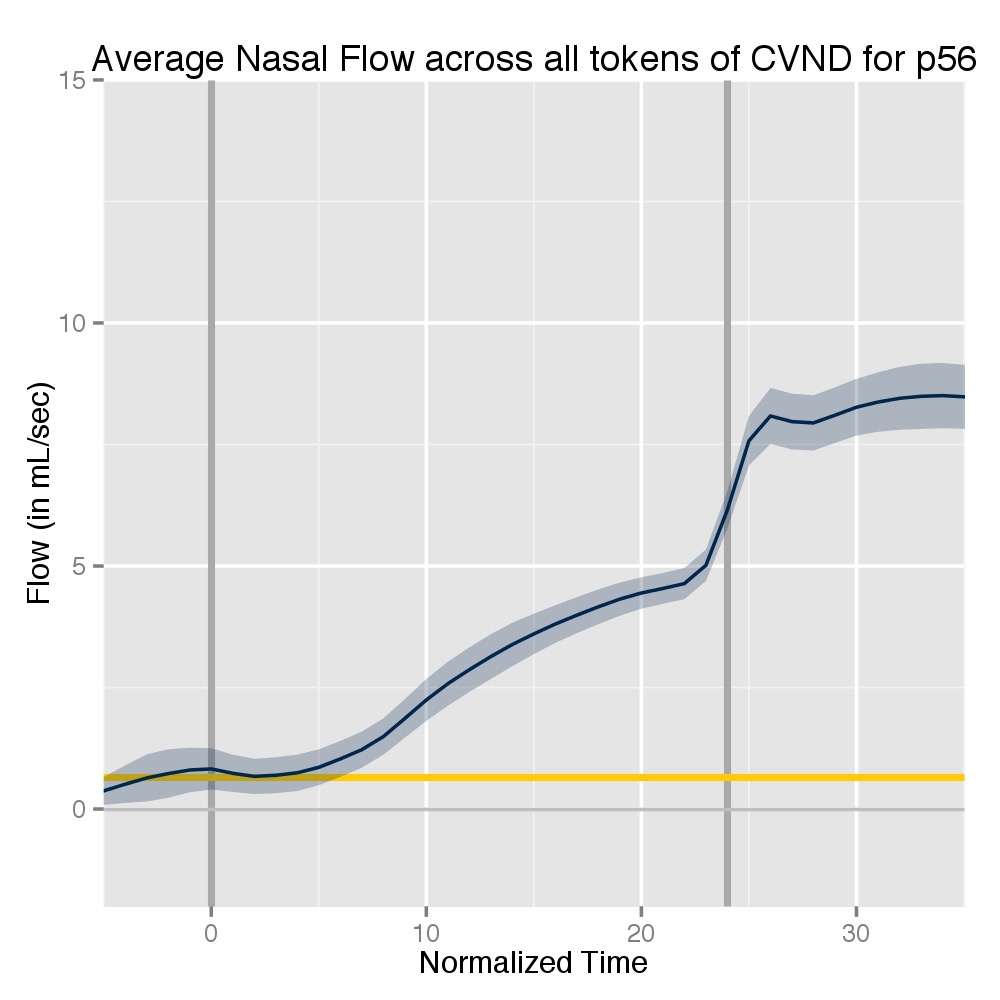 Average Nasal Flow across all tokens of CVND for p56
15
10
5
0
Flow (in mL/sec)
0 10 20 30
Normalized Time